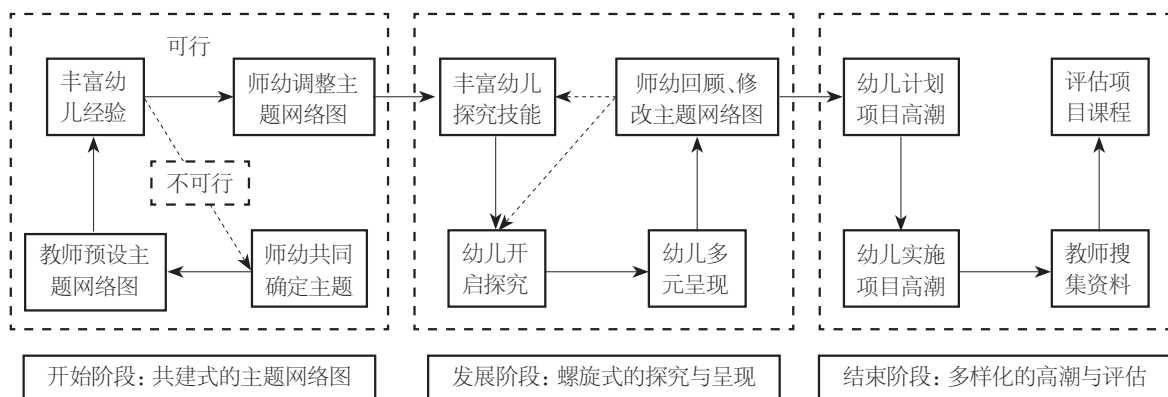 可行
丰富幼
儿经验
师幼调整主
题网络图
不可行
教师预设主
题网络图
师幼共同
确定主题
丰富幼儿
探究技能
师幼回顾、修
改主题网络图
幼儿开
启探究
幼儿多
元呈现
幼儿计划
项目高潮
评估项
目课程
幼儿实施
项目高潮
教师搜
集资料
开始阶段：共建式的主题网络图
发展阶段：螺旋式的探究与呈现
结束阶段：多样化的高潮与评估